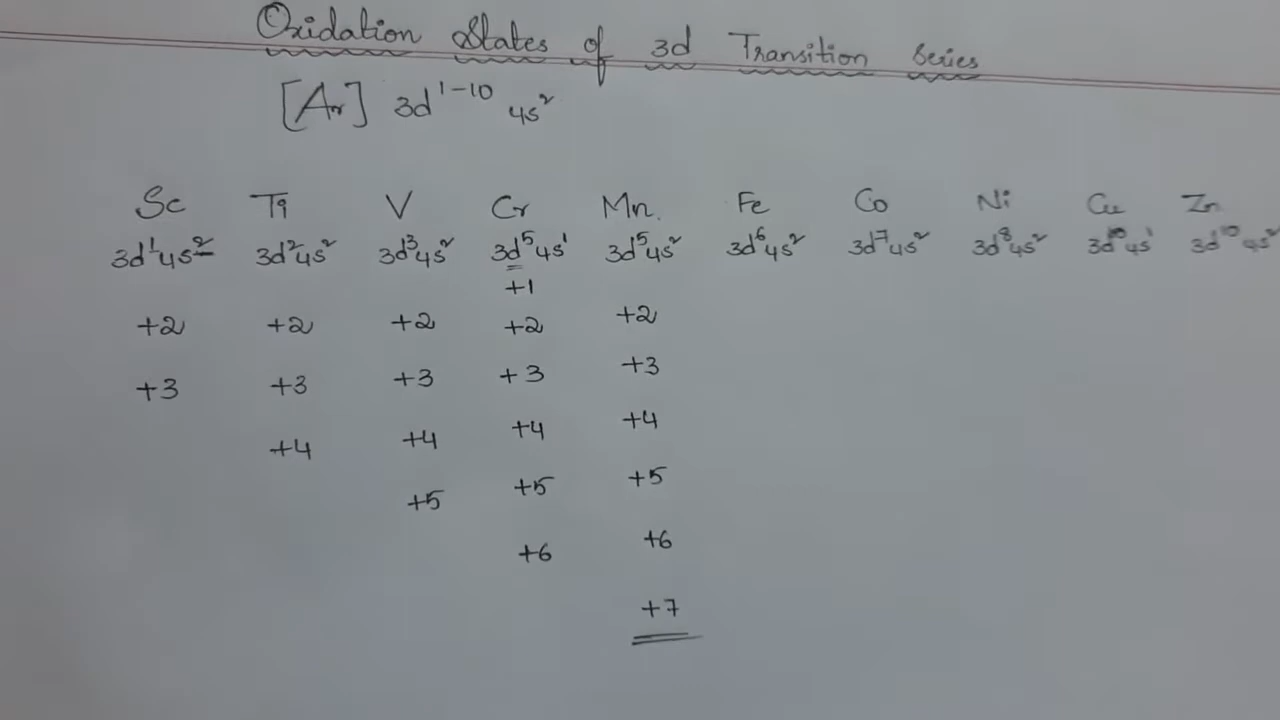 Oxidation States of 3d Transition Series
[Ar] 3d¹⁻¹⁰ 4s²
Sc Ti V Cr Mn. Fe Co Ni Cu Zn
3d¹4s² 3d²4s² 3d³4s² 3d⁵4s¹ 3d⁵4s² 3d⁶4s² 3d⁷4s² 3d⁸4s² 3d¹⁰4s¹ 3d¹⁰4s²
+1
+2 +2 +2 +2 +2
+3 +3 +3 +3 +3
+4 +4 +4 +4
+5 +5 +5
+6 +6
+7